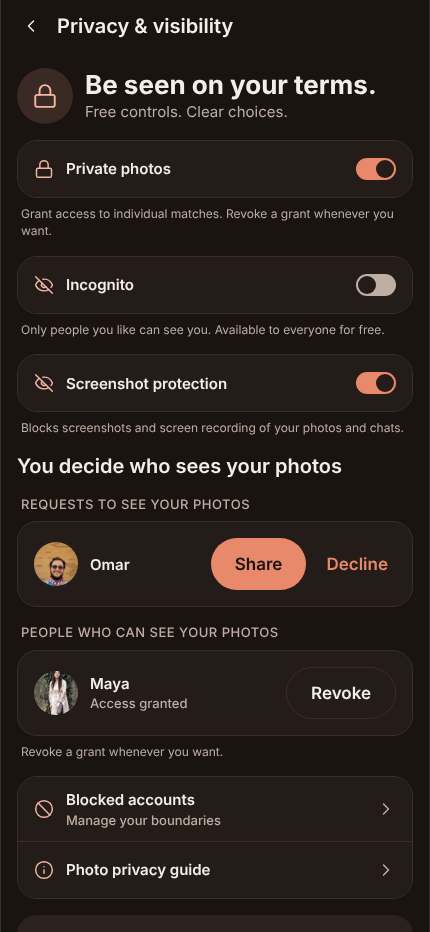 Privacy & visibility
Be seen on your terms.
Free controls. Clear choices.
Private photos
Grant access to individual matches. Revoke a grant whenever you
want.
Incognito
Only people you like can see you. Available to everyone for free.
Screenshot protection
Blocks screenshots and screen recording of your photos and chats.
You decide who sees your photos
REQUESTS TO SEE YOUR PHOTOS
Omar
Share
Decline
PEOPLE WHO CAN SEE YOUR PHOTOS
Maya
Access granted
Revoke
Revoke a grant whenever you want.
Blocked accounts
Manage your boundaries
Photo privacy guide